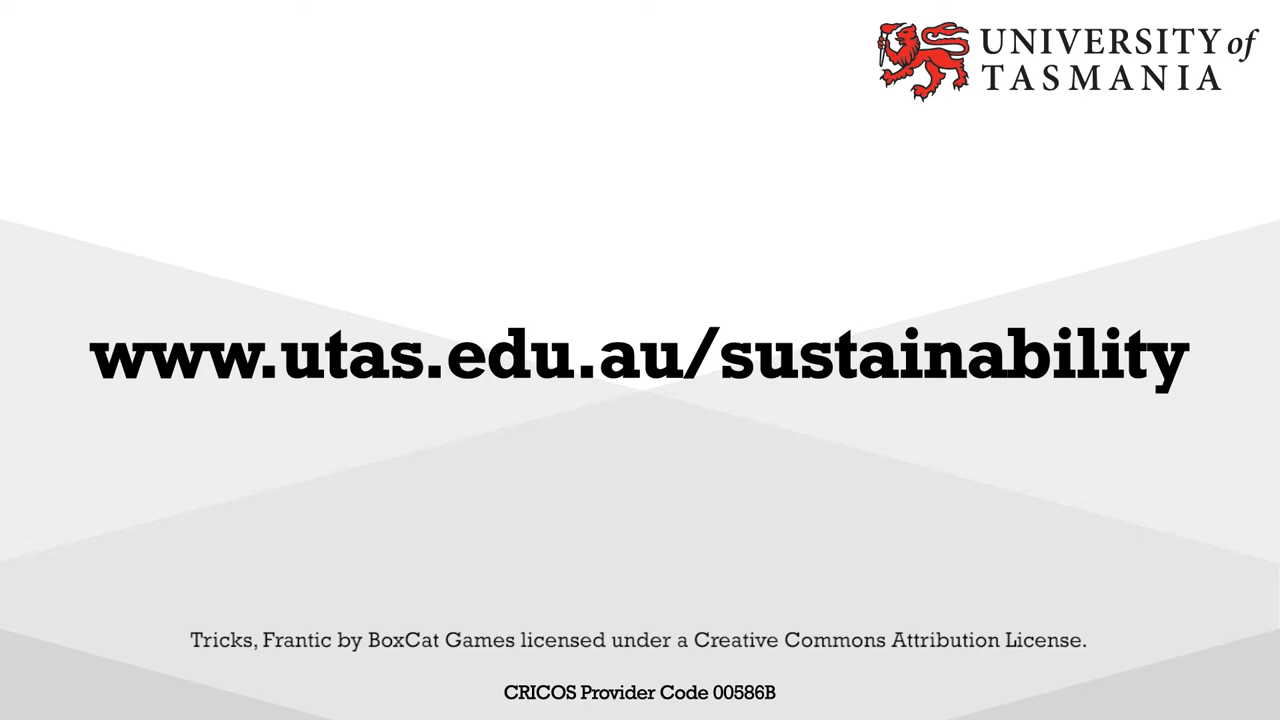 UNIVERSITY of
TASMANIA
www.utas.edu.au/sustainability
Tricks, Frantic by BoxCat Games licensed under a Creative Commons Attribution License.
CRICOS Provider Code 00586B